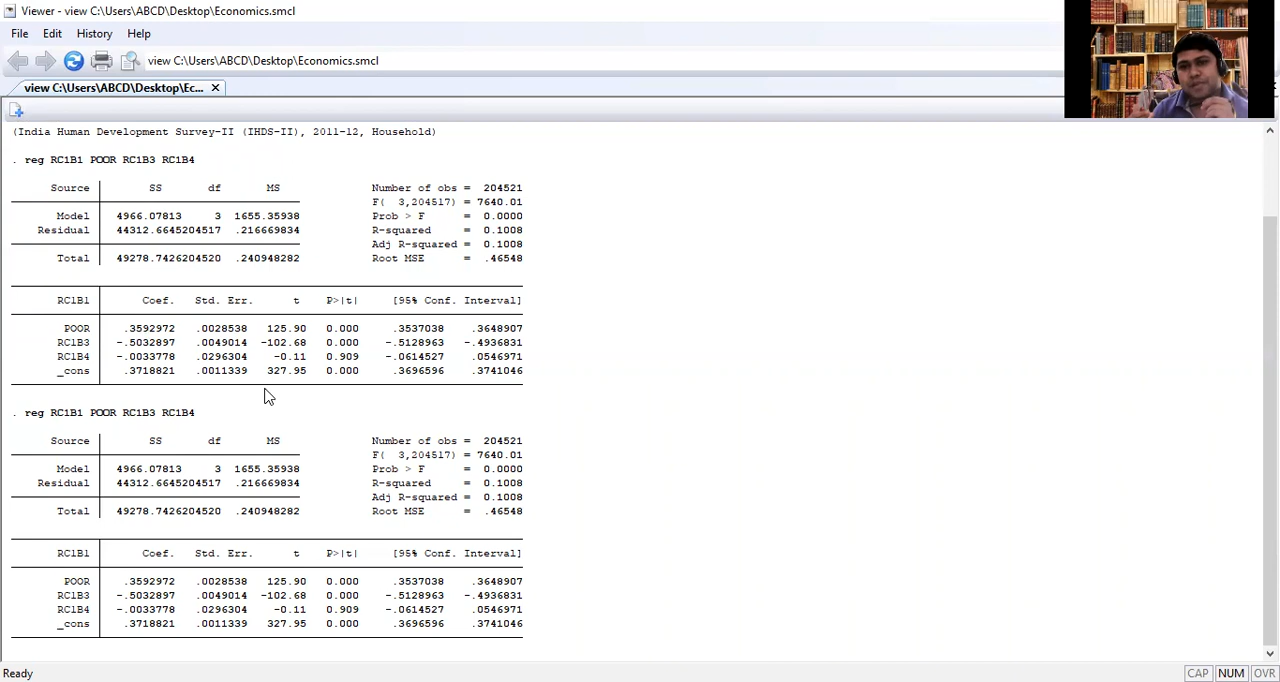 Viewer - view C:\Users\ABCD\Desktop\Economics.smcl
File Edit History Help
view C:\Users\ABCD\Desktop\Economics.smcl
view C:\Users\ABCD\Desktop\Ec...
(India Human Development Survey-II (IHDS-II), 2011-12, Household)
. reg RC1B1 POOR RC1B3 RC1B4
Source SS df MS Number of obs = 204521
F( 3,204517) = 7640.01
Model 4966.07813 3 1655.35938 Prob > F = 0.0000
Residual 44312.6645204517 .216669834 R-squared = 0.1008
Adj R-squared = 0.1008
Total 49278.7426204520 .240948282 Root MSE = .46548
RC1B1 Coef. Std. Err. t P>|t| [95% Conf. Interval]
POOR .3592972 .0028538 125.90 0.000 .3537038 .3648907
RC1B3 -.5032897 .0049014 -102.68 0.000 -.5128963 -.4936831
RC1B4 -.0033778 .0296304 -0.11 0.909 -.0614527 .0546971
_cons .3718821 .0011339 327.95 0.000 .3696596 .3741046
. reg RC1B1 POOR RC1B3 RC1B4
Source SS df MS Number of obs = 204521
F( 3,204517) = 7640.01
Model 4966.07813 3 1655.35938 Prob > F = 0.0000
Residual 44312.6645204517 .216669834 R-squared = 0.1008
Adj R-squared = 0.1008
Total 49278.7426204520 .240948282 Root MSE = .46548
RC1B1 Coef. Std. Err. t P>|t| [95% Conf. Interval]
POOR .3592972 .0028538 125.90 0.000 .3537038 .3648907
RC1B3 -.5032897 .0049014 -102.68 0.000 -.5128963 -.4936831
RC1B4 -.0033778 .0296304 -0.11 0.909 -.0614527 .0546971
_cons .3718821 .0011339 327.95 0.000 .3696596 .3741046
Ready CAP NUM OVR